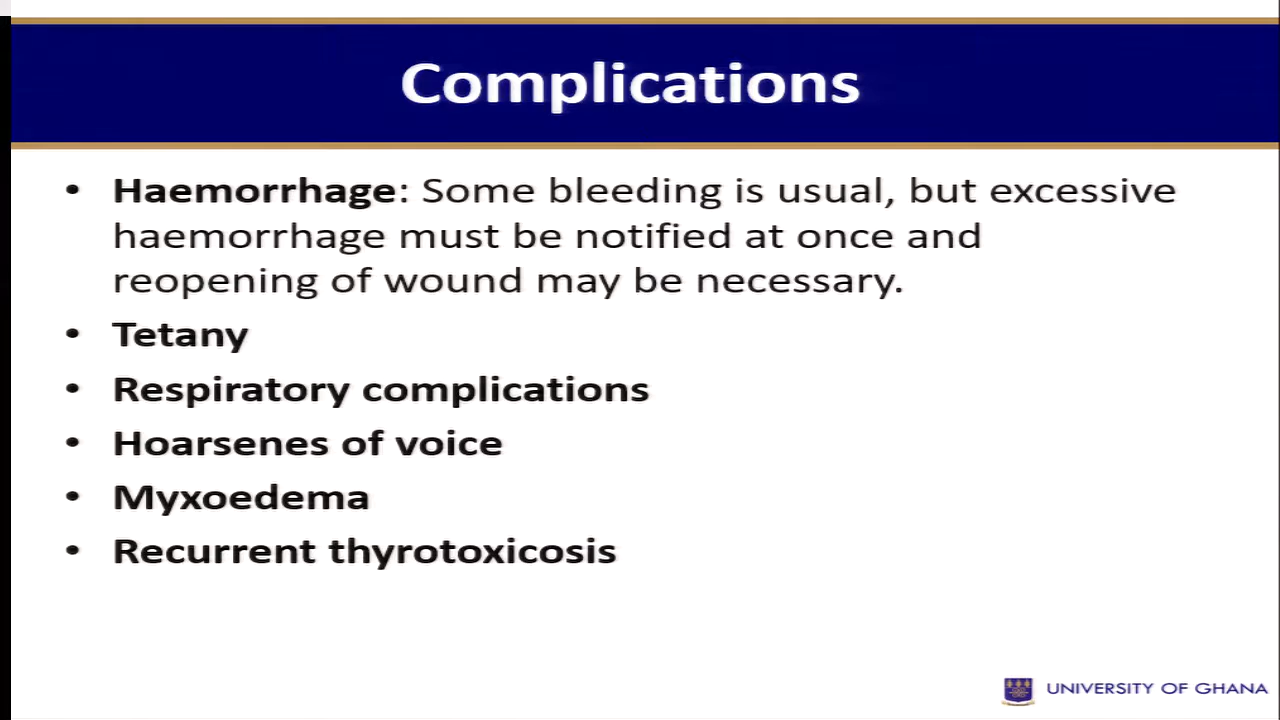 Complications
• Haemorrhage: Some bleeding is usual, but excessive
haemorrhage must be notified at once and
reopening of wound may be necessary.
• Tetany
• Respiratory complications
• Hoarsenes of voice
• Myxoedema
• Recurrent thyrotoxicosis
UNIVERSITY OF GHANA